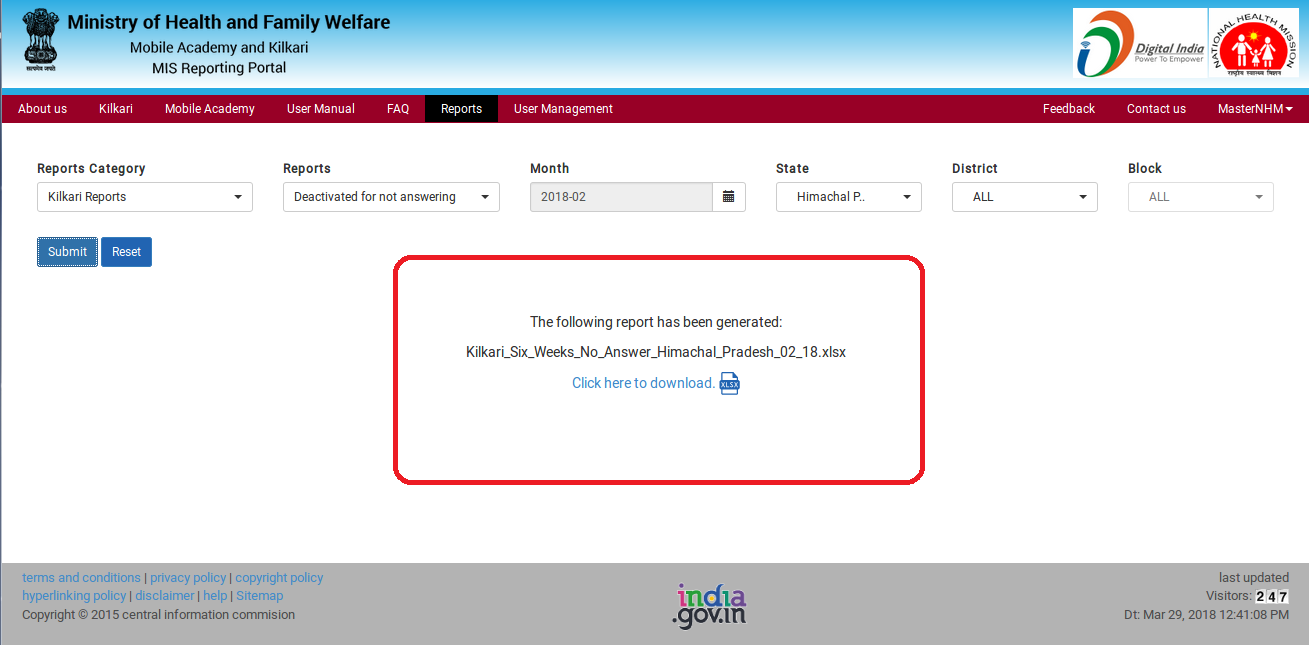 Ministry of Health and Family Welfare
Mobile Academy and Kilkari
MIS Reporting Portal
सत्यमेव जयते
Digital India
Power To Empower
NATIONAL HEALTH MISSION
राष्ट्रीय स्वास्थ्य मिशन
About us Kilkari Mobile Academy User Manual FAQ Reports User Management Feedback Contact us MasterNHM
Reports Category Reports Month State District Block
Kilkari Reports Deactivated for not answering 2018-02 Himachal P.. ALL ALL
Submit Reset
The following report has been generated:
Kilkari_Six_Weeks_No_Answer_Himachal_Pradesh_02_18.xlsx
Click here to download. XLSX
terms and conditions | privacy policy | copyright policy
hyperlinking policy | disclaimer | help | Sitemap
Copyright © 2015 central information commision
india
.gov.in
last updated
Visitors: 247
Dt: Mar 29, 2018 12:41:08 PM